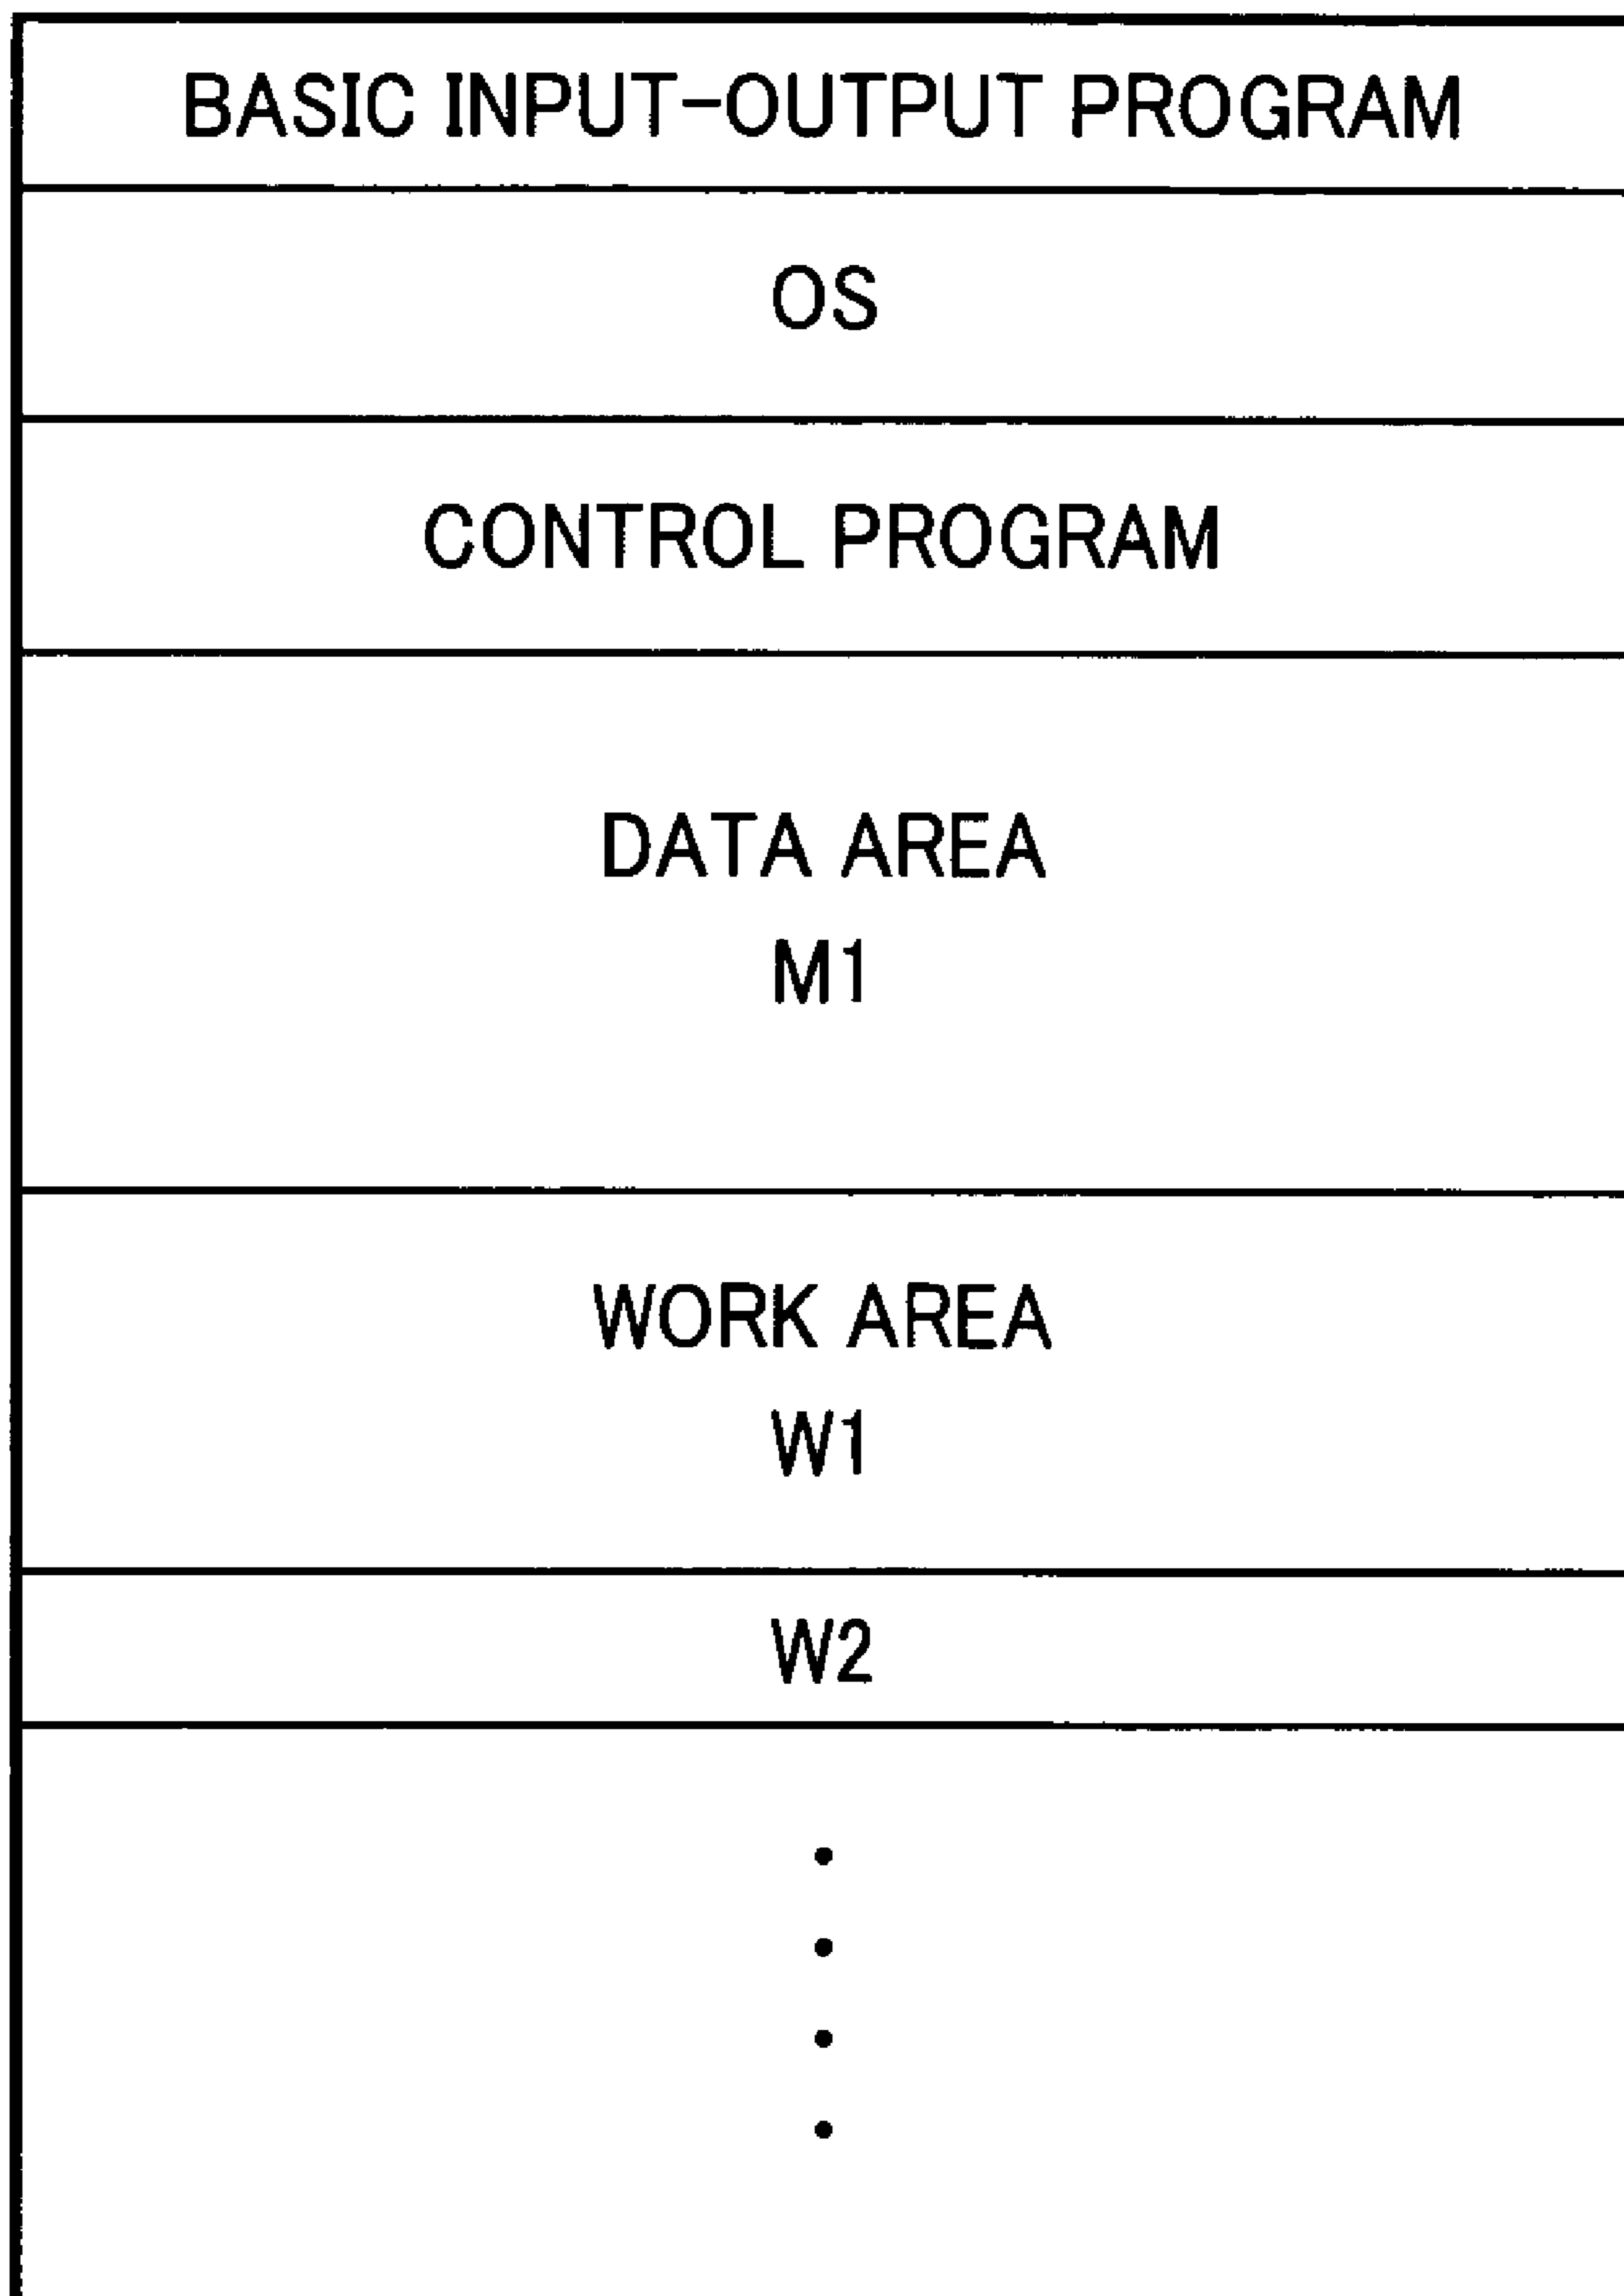 BASIC INPUT-OUTPUT PROGRAM
OS
CONTROL PROGRAM
DATA AREA
M1
WORK AREA
W1
W2